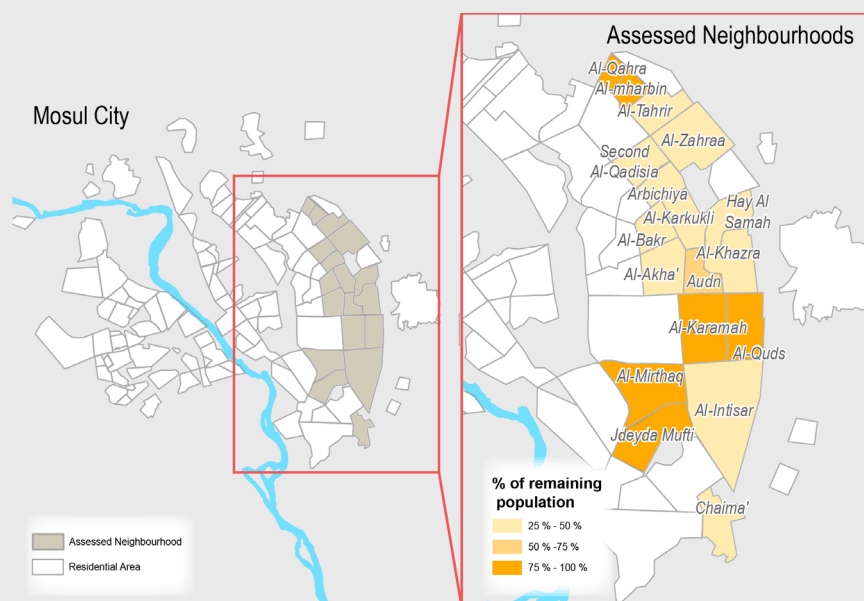 Assessed Neighbourhoods
Mosul City
Al-Qahra
Al-mharbin
Al-Tahrir
Al-Zahraa
Second
Al-Qadisia
Arbichiya
Hay Al
Samah
Al-Karkukli
Al-Bakr
Al-Khazra
Al-Akha'
Audn
Al-Karamah
Al-Quds
Al-Mirthaq
Al-Intisar
Jdeyda Mufti
Chaima'
% of remaining
population
25 % - 50 %
50 % -75 %
75 % - 100 %
Assessed Neighbourhood
Residential Area